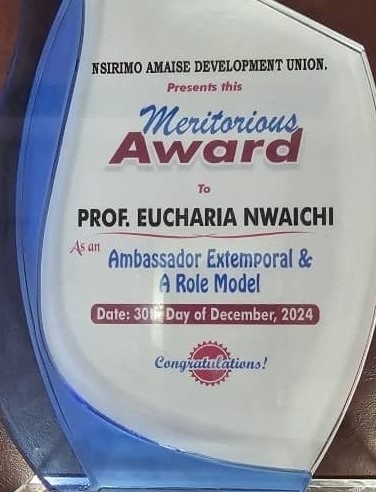 NSIRIMO AMAISE DEVELOPMENT UNION.
Presents this
Meritorious
Award
To
PROF. EUCHARIA NWAICHI
As an
Ambassador Extemporal &
A Role Model
Date: 30th Day of December, 2024
Congratulations!